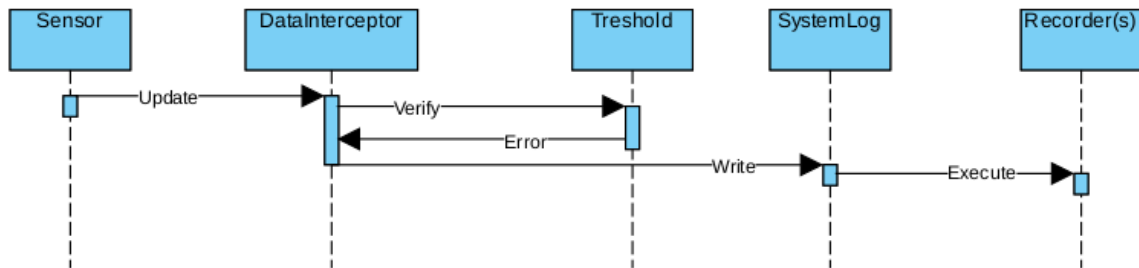 Sensor
DataInterceptor
Treshold
SystemLog
Recorder(s)
Update
Verify
Error
Write
Execute